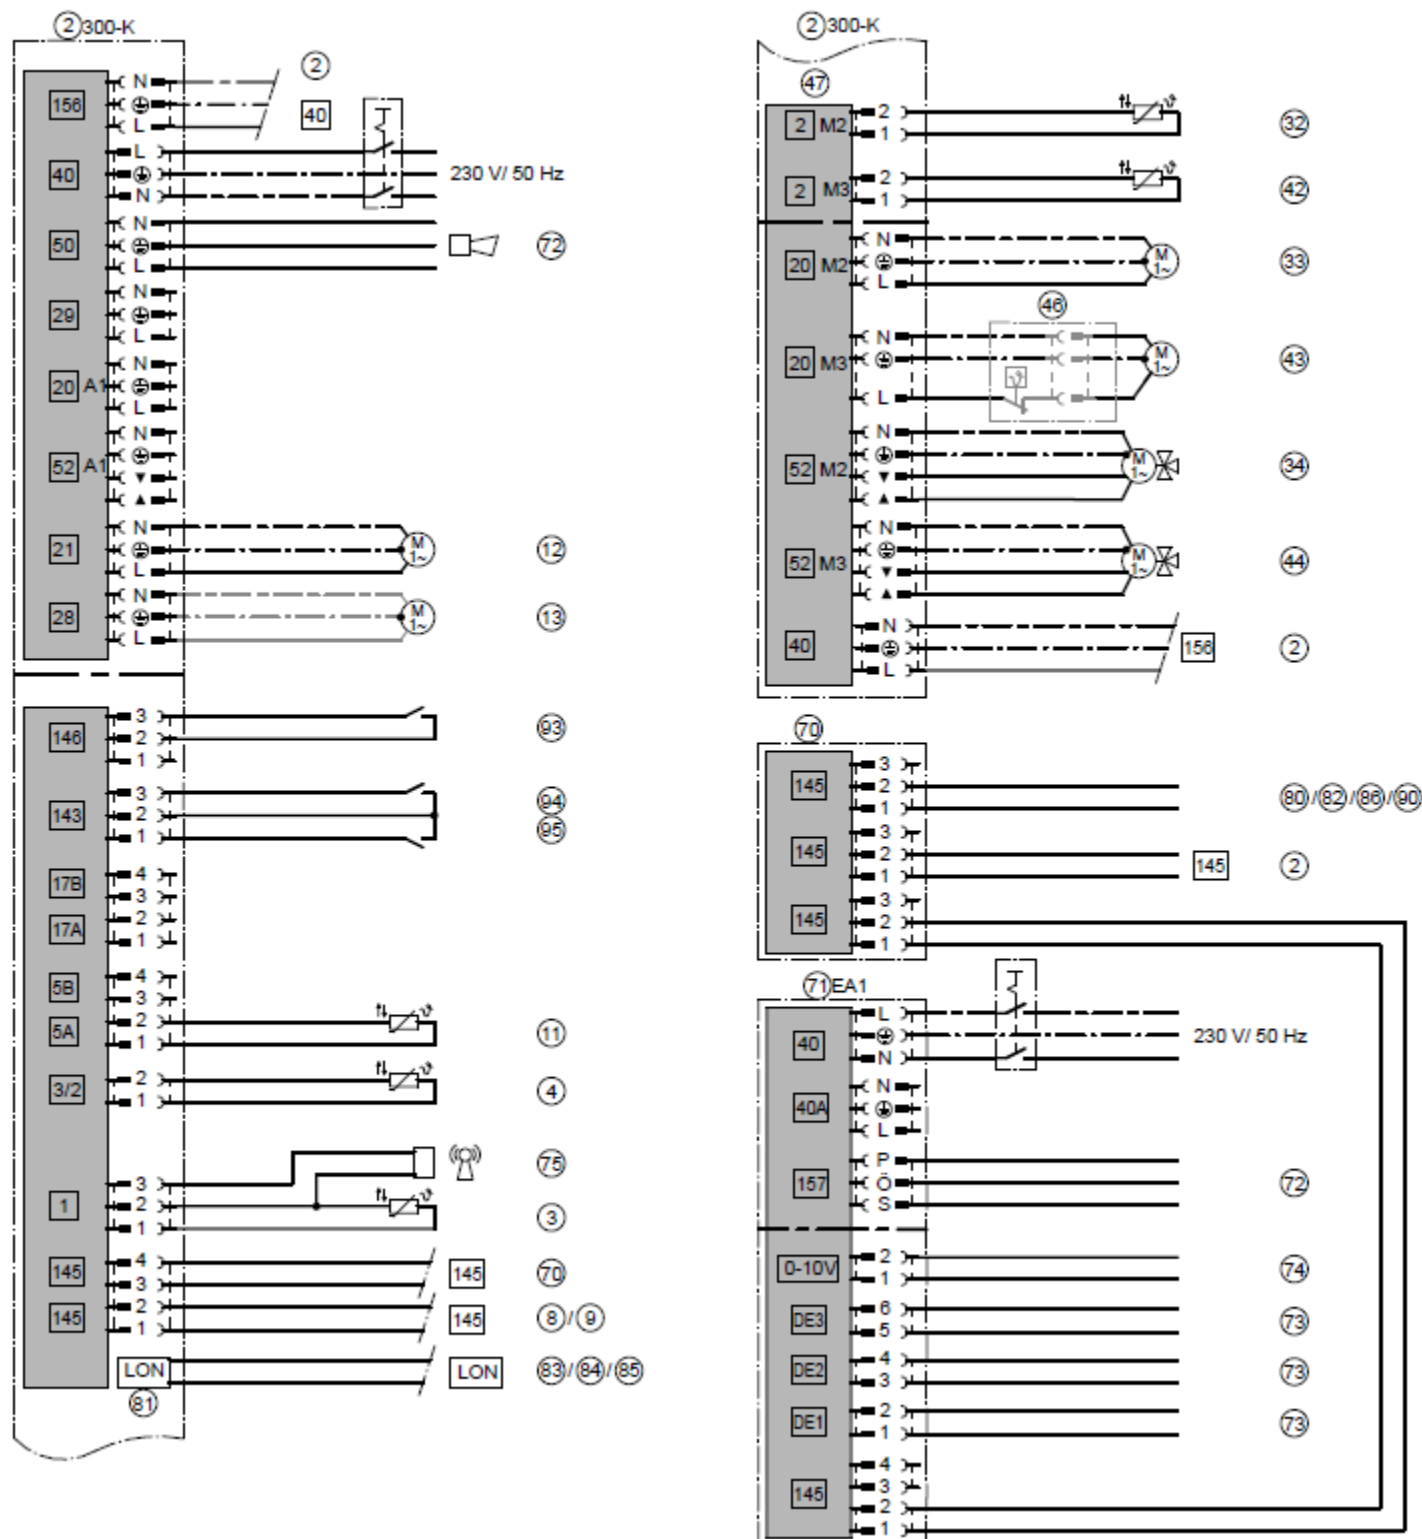 2 300-K
156 N
2
L
40
40 L
230 V/ 50 Hz
N
50 N
72
L
29 N
L
20 A1 N
L
52 A1 N
▼
▲
21 N
M 1~
12
L
28 N
M 1~
13
L
146 3
2
1
93
143 3
2
1
94
95
17B 4
3
17A 2
1
5B 4
3
5A 2
1
11
3/2 2
1
4
75
1 3
2
1
3
145 4
3
145
70
145 2
1
145
8 / 9
LON
LON
83 / 84 / 85
81
2 300-K
47
2 M2 2
1
32
2 M3 2
1
42
20 M2 N
L
M 1~
33
46
20 M3 N
L
M 1~
43
52 M2 N
▼
▲
M 1~
34
52 M3 N
▼
▲
M 1~
44
40 N
L
156
2
70
145 3
2
1
80 / 82 / 86 / 90
145 3
2
1
145
2
145 3
2
1
71 EA1
40 L
N
230 V/ 50 Hz
40A N
L
157 P
Ö
S
72
0-10V 2
1
74
DE3 6
5
73
DE2 4
3
73
DE1 2
1
73
145 4
3
2
1